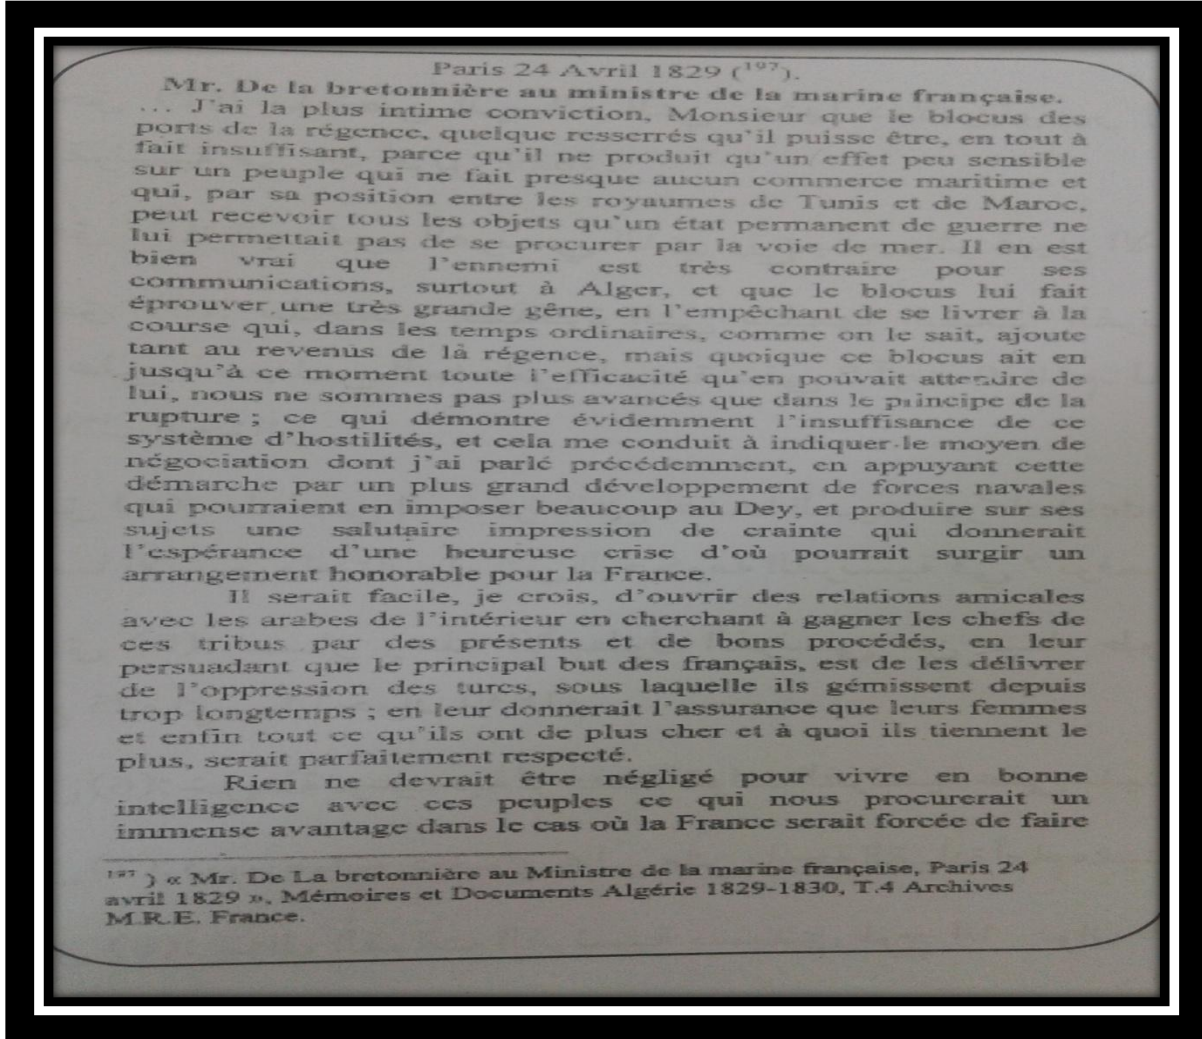 Paris 24 Avril 1829 (¹⁹⁷).
Mr. De la bretonnière au ministre de la marine française.
... J'ai la plus intime conviction, Monsieur que le blocus des
ports de la régence, quelque resserrés qu'il puisse être, en tout à
fait insuffisant, parce qu'il ne produit qu'un effet peu sensible
sur un peuple qui ne fait presque aucun commerce maritime et
qui, par sa position entre les royaumes de Tunis et de Maroc,
peut recevoir tous les objets qu'un état permanent de guerre ne
lui permettait pas de se procurer par la voie de mer. Il en est
bien vrai que l'ennemi est très contraire pour ses
communications, surtout à Alger, et que le blocus lui fait
éprouver une très grande gêne, en l'empêchant de se livrer à la
course qui, dans les temps ordinaires, comme on le sait, ajoute
tant au revenus de là régence, mais quoique ce blocus ait en
jusqu'à ce moment toute l'efficacité qu'en pouvait attendre de
lui, nous ne sommes pas plus avancés que dans le principe de la
rupture ; ce qui démontre évidemment l'insuffisance de ce
système d'hostilités, et cela me conduit à indiquer le moyen de
négociation dont j'ai parlé précédemment, en appuyant cette
démarche par un plus grand développement de forces navales
qui pourraient en imposer beaucoup au Dey, et produire sur ses
sujets une salutaire impression de crainte qui donnerait
l'espérance d'une heureuse crise d'où pourrait surgir un
arrangement honorable pour la France.
Il serait facile, je crois, d'ouvrir des relations amicales
avec les arabes de l'intérieur en cherchant à gagner les chefs de
ces tribus par des présents et de bons procédés, en leur
persuadant que le principal but des français, est de les délivrer
de l'oppression des turcs, sous laquelle ils gémissent depuis
trop longtemps ; en leur donnerait l'assurance que leurs femmes
et enfin tout ce qu'ils ont de plus cher et à quoi ils tiennent le
plus, serait parfaitement respecté.
Rien ne devrait être négligé pour vivre en bonne
intelligence avec ces peuples ce qui nous procurerait un
immense avantage dans le cas où la France serait forcée de faire
¹⁹⁷ ) « Mr. De La bretonnière au Ministre de la marine française, Paris 24
avril 1829 », Mémoires et Documents Algérie 1829-1830, T.4 Archives
M.R.E. France.